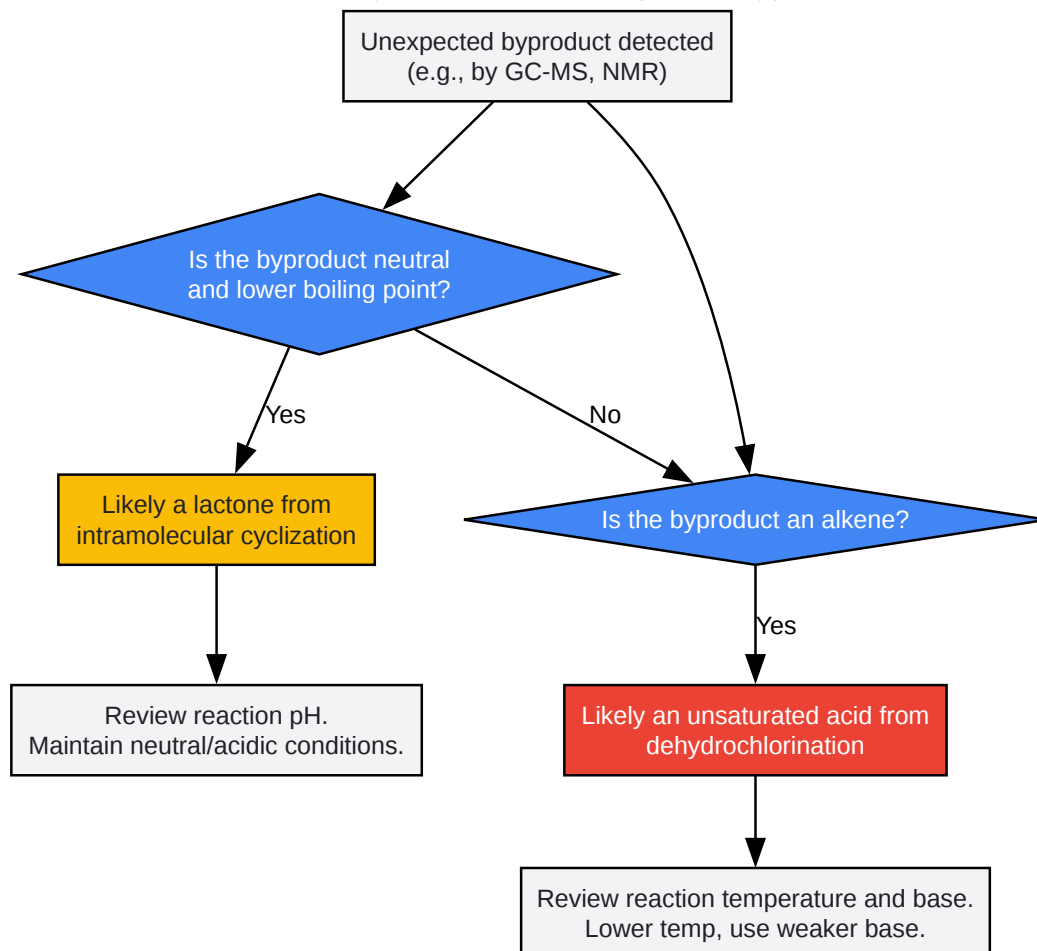 Unexpected byproduct detected
(e.g., by GC-MS, NMR)
Is the byproduct neutral
and lower boiling point?
Yes
No
Likely a lactone from
intramolecular cyclization
Is the byproduct an alkene?
Yes
Review reaction pH.
Maintain neutral/acidic conditions.
Likely an unsaturated acid from
dehydrochlorination
Review reaction temperature and base.
Lower temp, use weaker base.